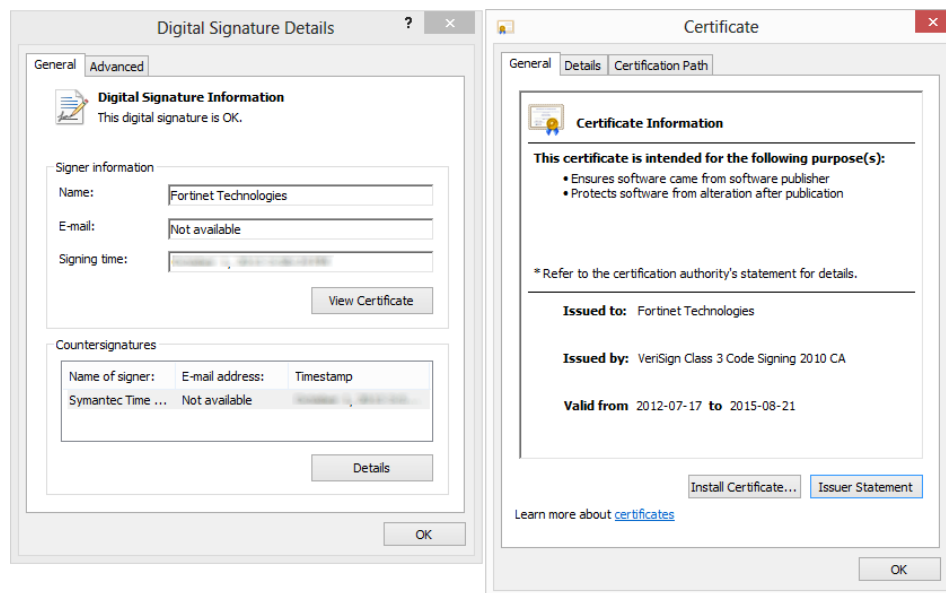 Digital Signature Details
?
×
General
Advanced
Digital Signature Information
This digital signature is OK.
Signer information
Name:
Fortinet Technologies
E-mail:
Not available
Signing time:
View Certificate
Countersignatures
Name of signer: E-mail address: Timestamp
Symantec Time ... Not available
Details
OK
Certificate
×
General
Details
Certification Path
Certificate Information
This certificate is intended for the following purpose(s):
• Ensures software came from software publisher
• Protects software from alteration after publication
* Refer to the certification authority's statement for details.
Issued to: Fortinet Technologies
Issued by: VeriSign Class 3 Code Signing 2010 CA
Valid from 2012-07-17 to 2015-08-21
Install Certificate...
Issuer Statement
Learn more about certificates
OK